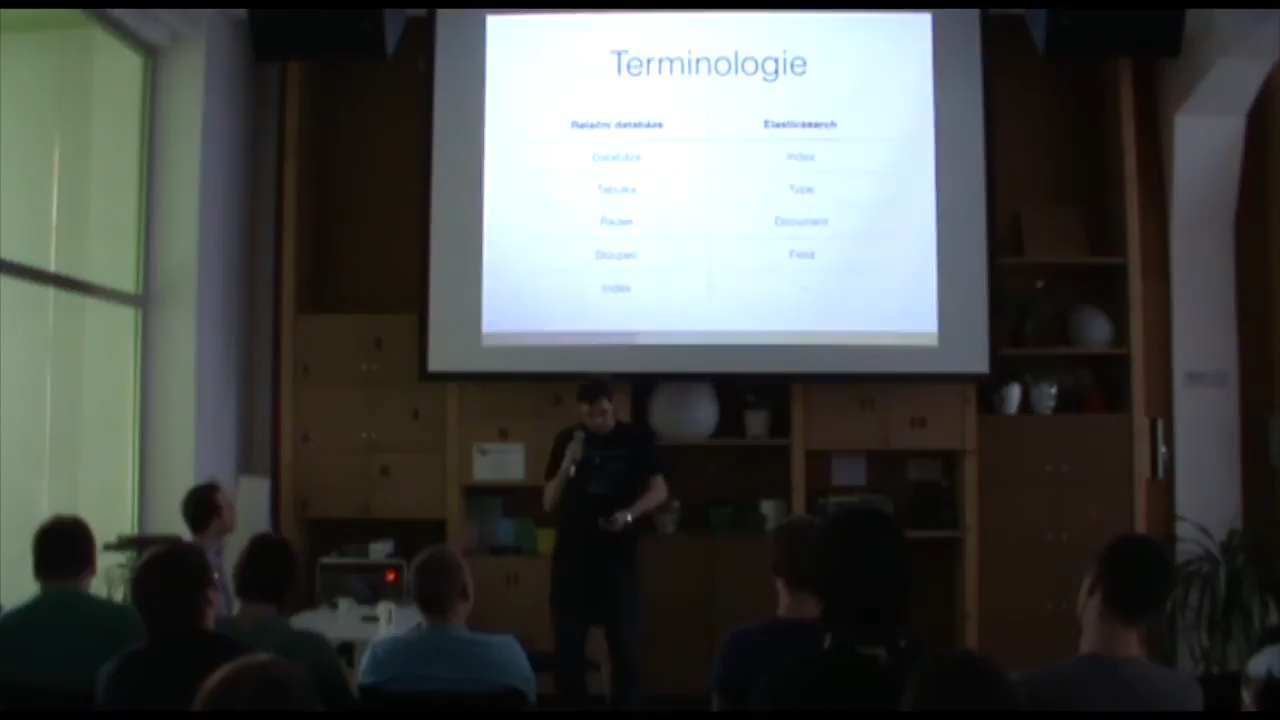 Terminologie
Relační databáze Elasticsearch
Databáze Index
Tabulka Type
Řádek Document
Sloupec Field
Index